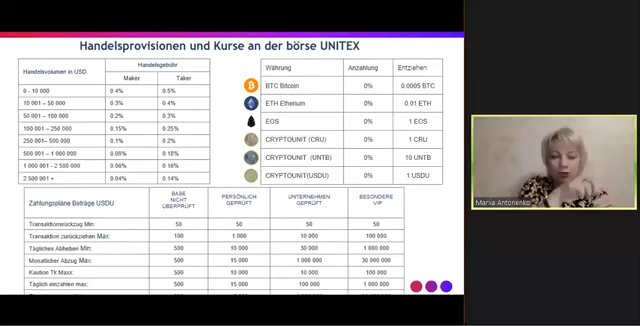 Handelsprovisionen und Kurse an der börse UNITEX
Handelsvolumen in USD Handelsgebühr
Maker Taker
0 - 10 000 0.4% 0.5%
10 001 – 50 000 0.3% 0.4%
50 001 – 100 000 0.2% 0.3%
100 001 – 250 000 0.15% 0.25%
250 001– 500 000 0.1% 0.2%
500 001 – 1 000 000 0.08% 0.18%
1 000 001 - 2 500 000 0.06% 0.16%
2 500 001 + 0.04% 0.14%
Währung Anzahlung Entziehen
BTC Bitcoin 0% 0.0005 BTC
ETH Etherium 0% 0.01 ETH
EOS 0% 1 EOS
CRYPTOUNIT (CRU) 0% 1 CRU
CRYPTOUNIT (UNTB) 0% 10 UNTB
CRYPTOUNIT(USDU) 0% 1 USDU
Zahlungspläne Beträge USDU BASE NICHT ÜBERPRÜFT PERSÖNLICH GEPRÜFT UNTERNEHMEN GEPRÜFT BESONDERE VIP
Transaktionsrückzug Min: 50 50 50 50
Transaktion zurückziehen Max: 100 1 000 10 000 100 000
Tägliches Abheben Min: 500 10 000 30 000 1 000 000
Monatlicher Abzug Max: 500 15 000 1 000 000 30 000 000
Kaution Tk Maxx: 500 10 000 10 000 100 000
Täglich einzahlen max: 500 15 000 100 000 1 000 000
Mariia Antonenko